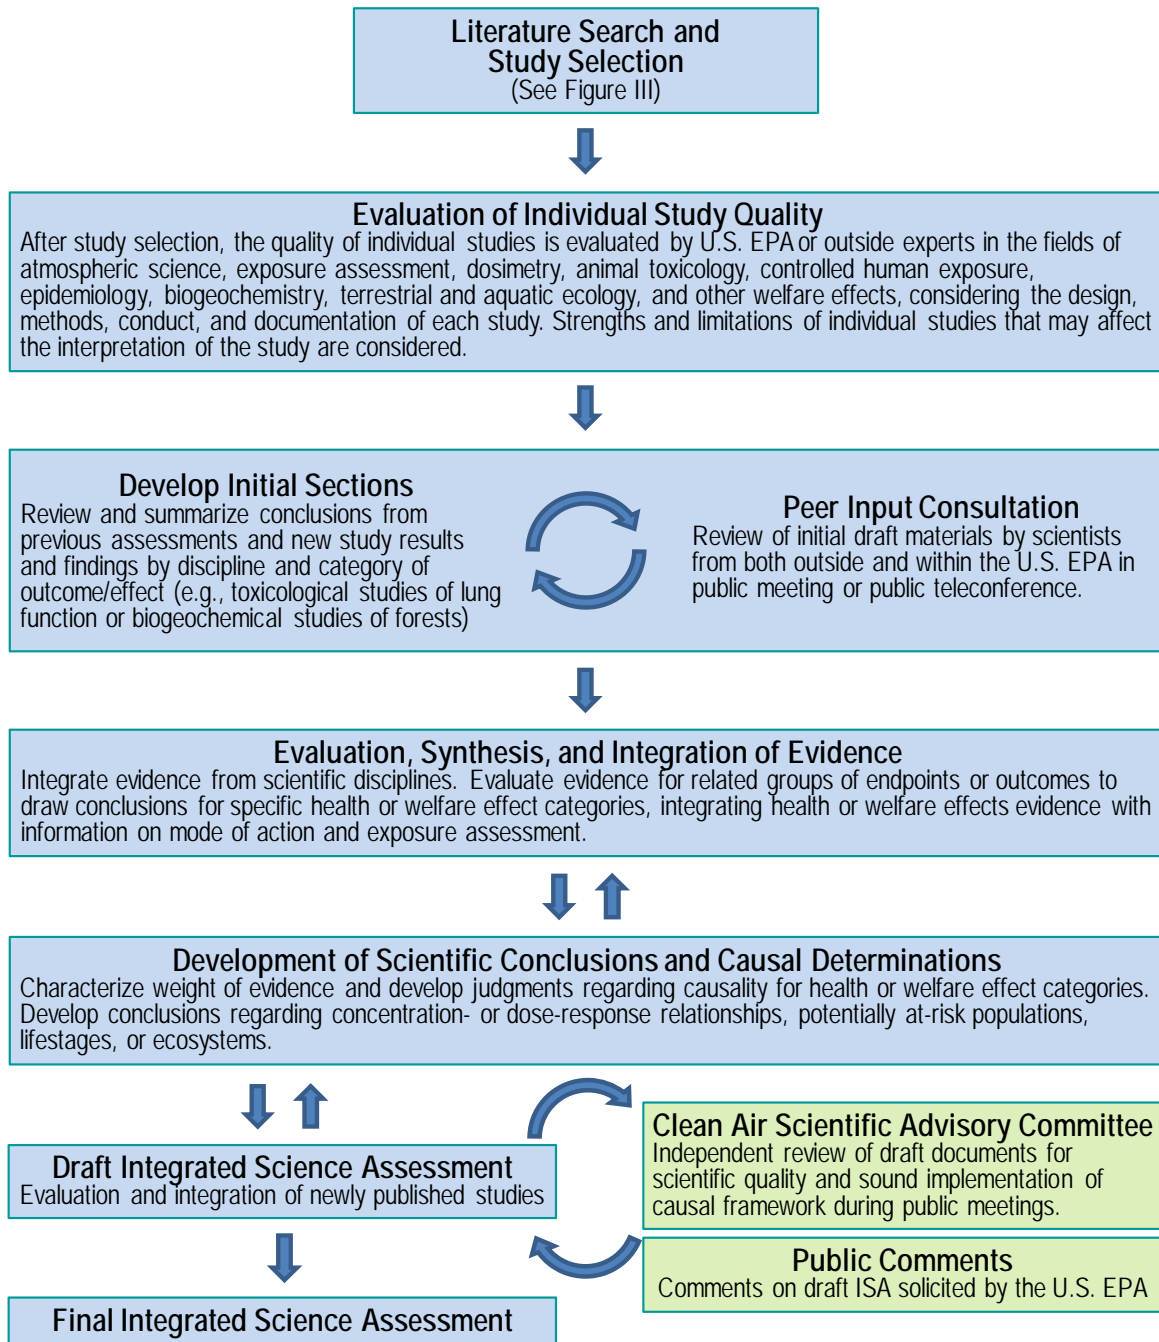 Literature Search and
Study Selection
(See Figure III)
Evaluation of Individual Study Quality
After study selection, the quality of individual studies is evaluated by U.S. EPA or outside experts in the fields of
atmospheric science, exposure assessment, dosimetry, animal toxicology, controlled human exposure,
epidemiology, biogeochemistry, terrestrial and aquatic ecology, and other welfare effects, considering the design,
methods, conduct, and documentation of each study. Strengths and limitations of individual studies that may affect
the interpretation of the study are considered.
Develop Initial Sections
Review and summarize conclusions from
previous assessments and new study results
and findings by discipline and category of
outcome/effect (e.g., toxicological studies of lung
function or biogeochemical studies of forests)
Peer Input Consultation
Review of initial draft materials by scientists
from both outside and within the U.S. EPA in
public meeting or public teleconference.
Evaluation, Synthesis, and Integration of Evidence
Integrate evidence from scientific disciplines. Evaluate evidence for related groups of endpoints or outcomes to
draw conclusions for specific health or welfare effect categories, integrating health or welfare effects evidence with
information on mode of action and exposure assessment.
Development of Scientific Conclusions and Causal Determinations
Characterize weight of evidence and develop judgments regarding causality for health or welfare effect categories.
Develop conclusions regarding concentration- or dose-response relationships, potentially at-risk populations,
lifestages, or ecosystems.
Draft Integrated Science Assessment
Evaluation and integration of newly published studies
Clean Air Scientific Advisory Committee
Independent review of draft documents for
scientific quality and sound implementation of
causal framework during public meetings.
Public Comments
Comments on draft ISA solicited by the U.S. EPA
Final Integrated Science Assessment